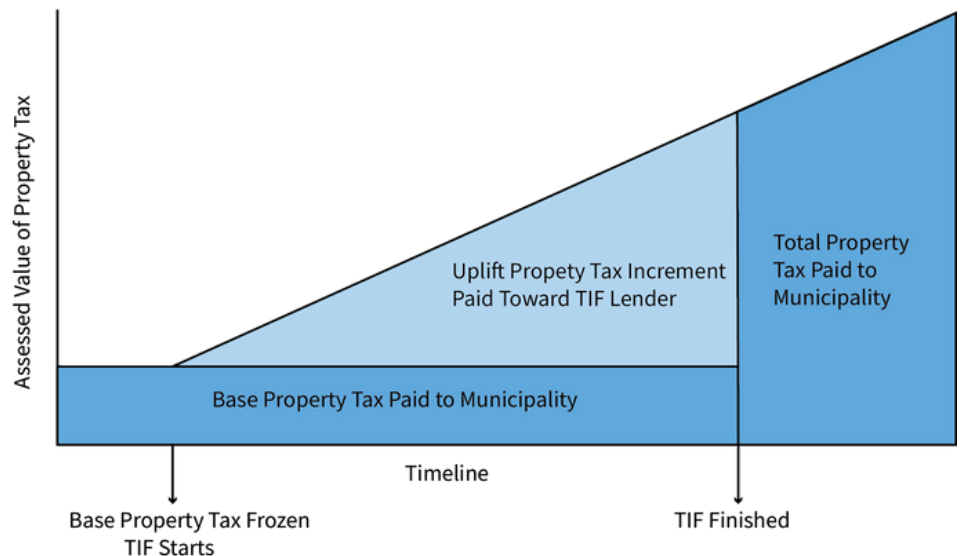 Assessed Value of Property Tax
Uplift Propety Tax Increment
Paid Toward TIF Lender
Total Property
Tax Paid to
Municipality
Base Property Tax Paid to Municipality
Timeline
Base Property Tax Frozen
TIF Starts
TIF Finished